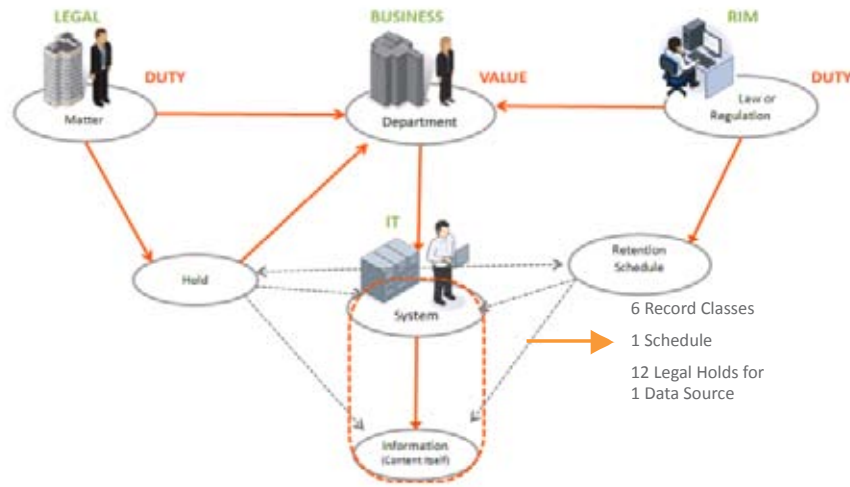 LEGAL
BUSINESS
RIM
DUTY
VALUE
DUTY
Matter
Department
Law or
Regulation
IT
Hold
Retention
Schedule
System
6 Record Classes
1 Schedule
12 Legal Holds for
1 Data Source
Information
(Content Itself)